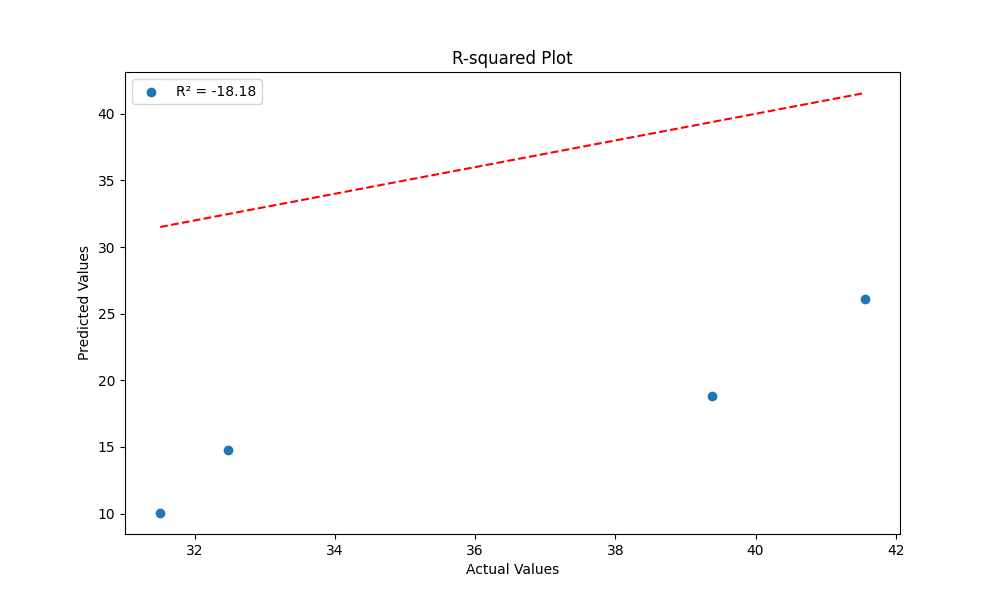 R-squared Plot
R² = -18.18
40
35
30
25
20
15
10
Predicted Values
32 34 36 38 40 42
Actual Values